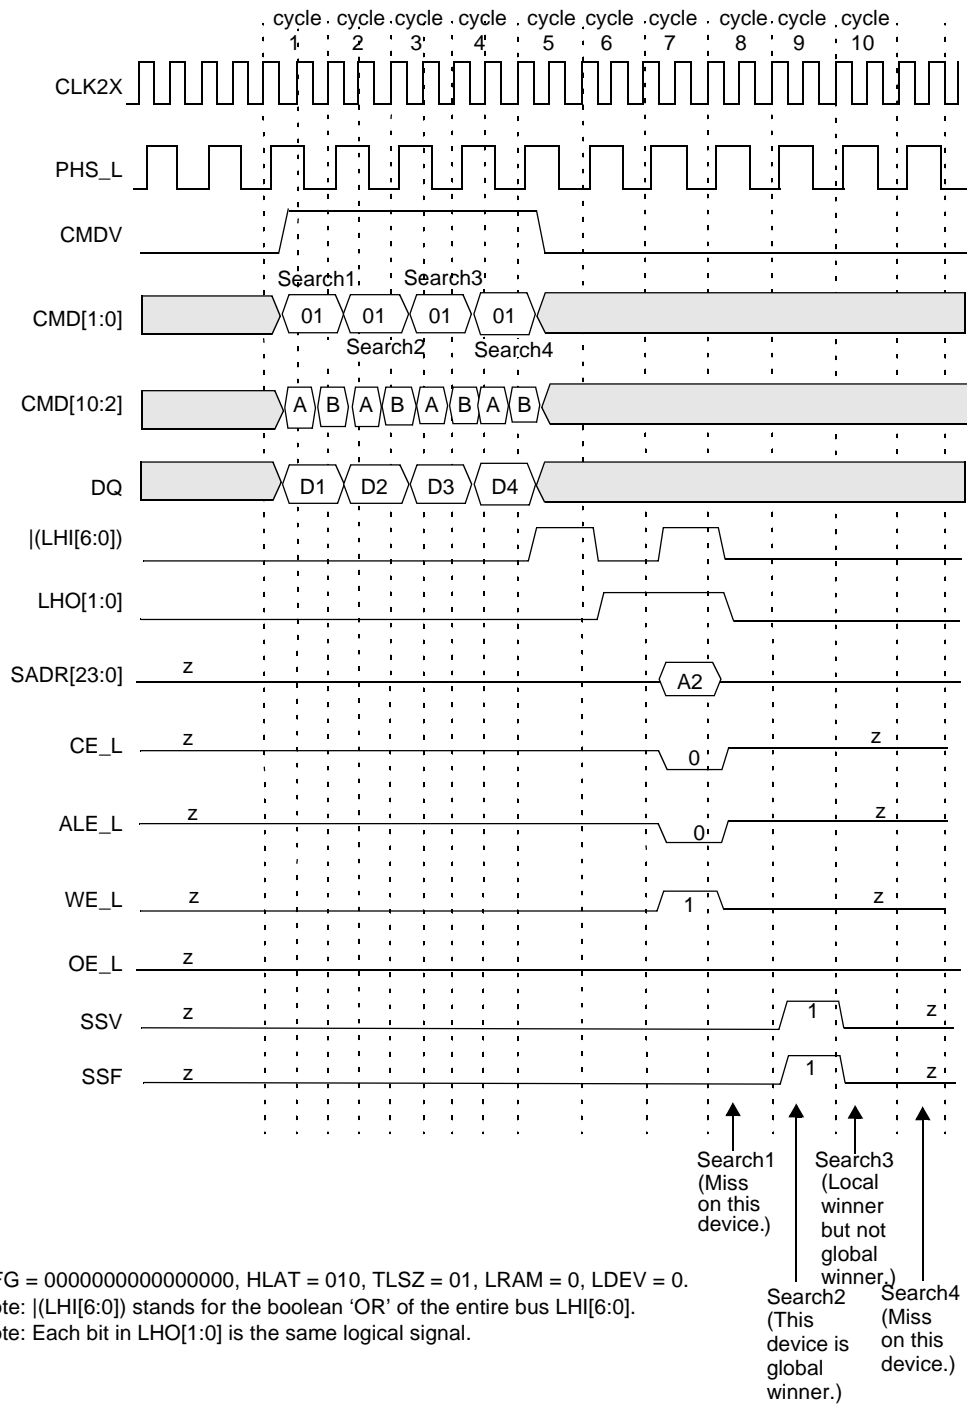 cycle cycle cycle cycle cycle cycle cycle cycle cycle cycle
1 2 3 4 5 6 7 8 9 10
CLK2X
PHS_L
CMDV
Search1 Search3
CMD[1:0] 01 01 01 01
Search2 Search4
CMD[10:2] A B A B A B A B
DQ D1 D2 D3 D4
|(LHI[6:0])
LHO[1:0]
SADR[23:0] z A2
CE_L z 0 z
ALE_L z 0 z
WE_L z 1 z
OE_L z
SSV z 1 z
SSF z 1 z
Search1
(Miss
on this
device.)
Search3
(Local
winner
but not
global
winner.)
Search2
(This
device is
global
winner.)
Search4
(Miss
on this
device.)
FG = 0000000000000000, HLAT = 010, TLSZ = 01, LRAM = 0, LDEV = 0.
ote: |(LHI[6:0]) stands for the boolean ‘OR’ of the entire bus LHI[6:0].
ote: Each bit in LHO[1:0] is the same logical signal.